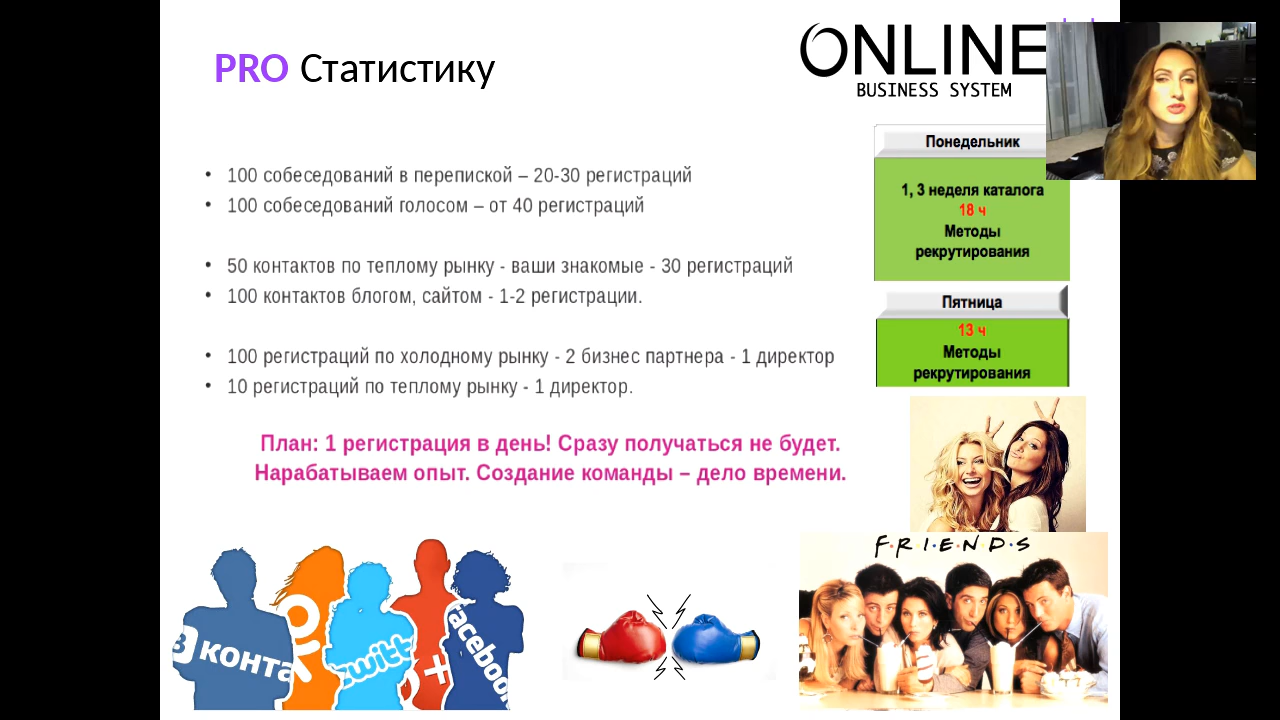 PRO Статистику
ONLINE
BUSINESS SYSTEM
Понедельник
1, 3 неделя каталога
18 ч
Методы
рекрутирования
Пятница
13 ч
Методы
рекрутирования
• 100 собеседований в перепиской – 20-30 регистраций
• 100 собеседований голосом – от 40 регистраций
• 50 контактов по теплому рынку - ваши знакомые - 30 регистраций
• 100 контактов блогом, сайтом - 1-2 регистрации.
• 100 регистраций по холодному рынку - 2 бизнес партнера - 1 директор
• 10 регистраций по теплому рынку - 1 директор.
План: 1 регистрация в день! Сразу получаться не будет.
Нарабатываем опыт. Создание команды – дело времени.
F·R·I·E·N·D·S
В конта
twitt
facebook